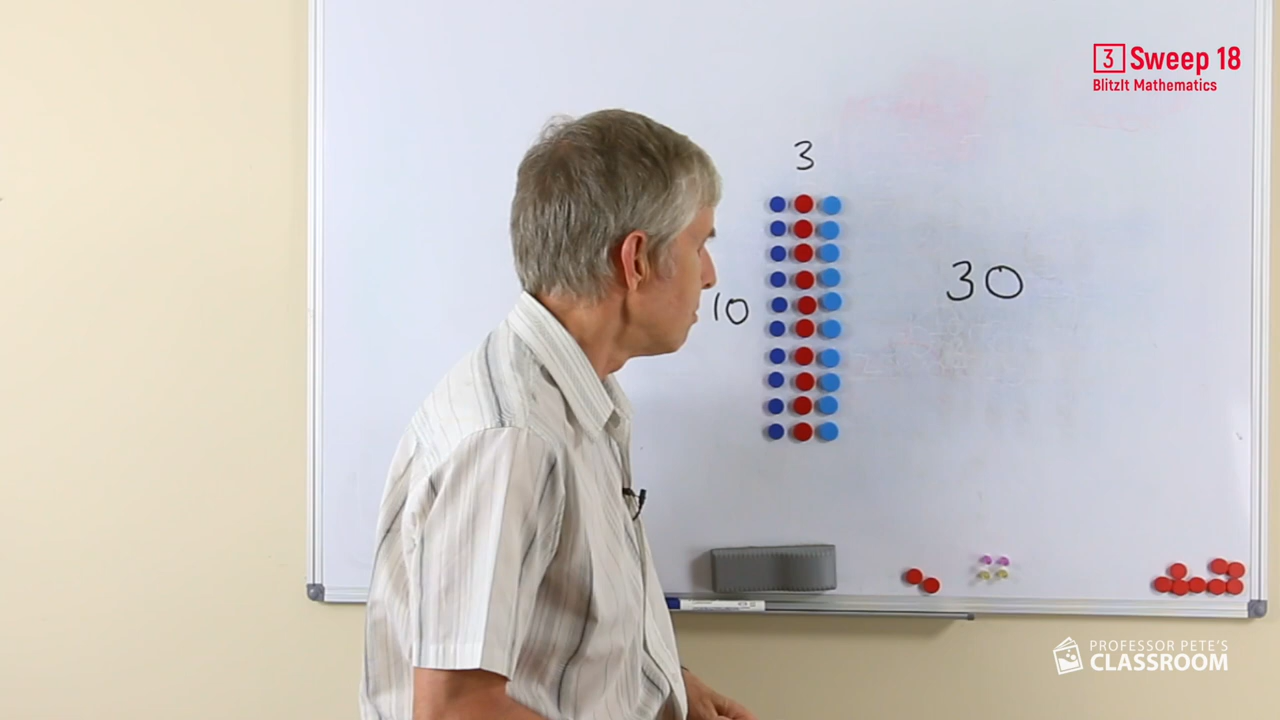 3 Sweep 18
BlitzIt Mathematics
3
10
30
PROFESSOR PETE'S
CLASSROOM